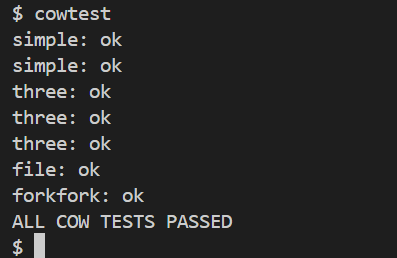 $ cowtest
simple: ok
simple: ok
three: ok
three: ok
three: ok
file: ok
forkfork: ok
ALL COW TESTS PASSED
$